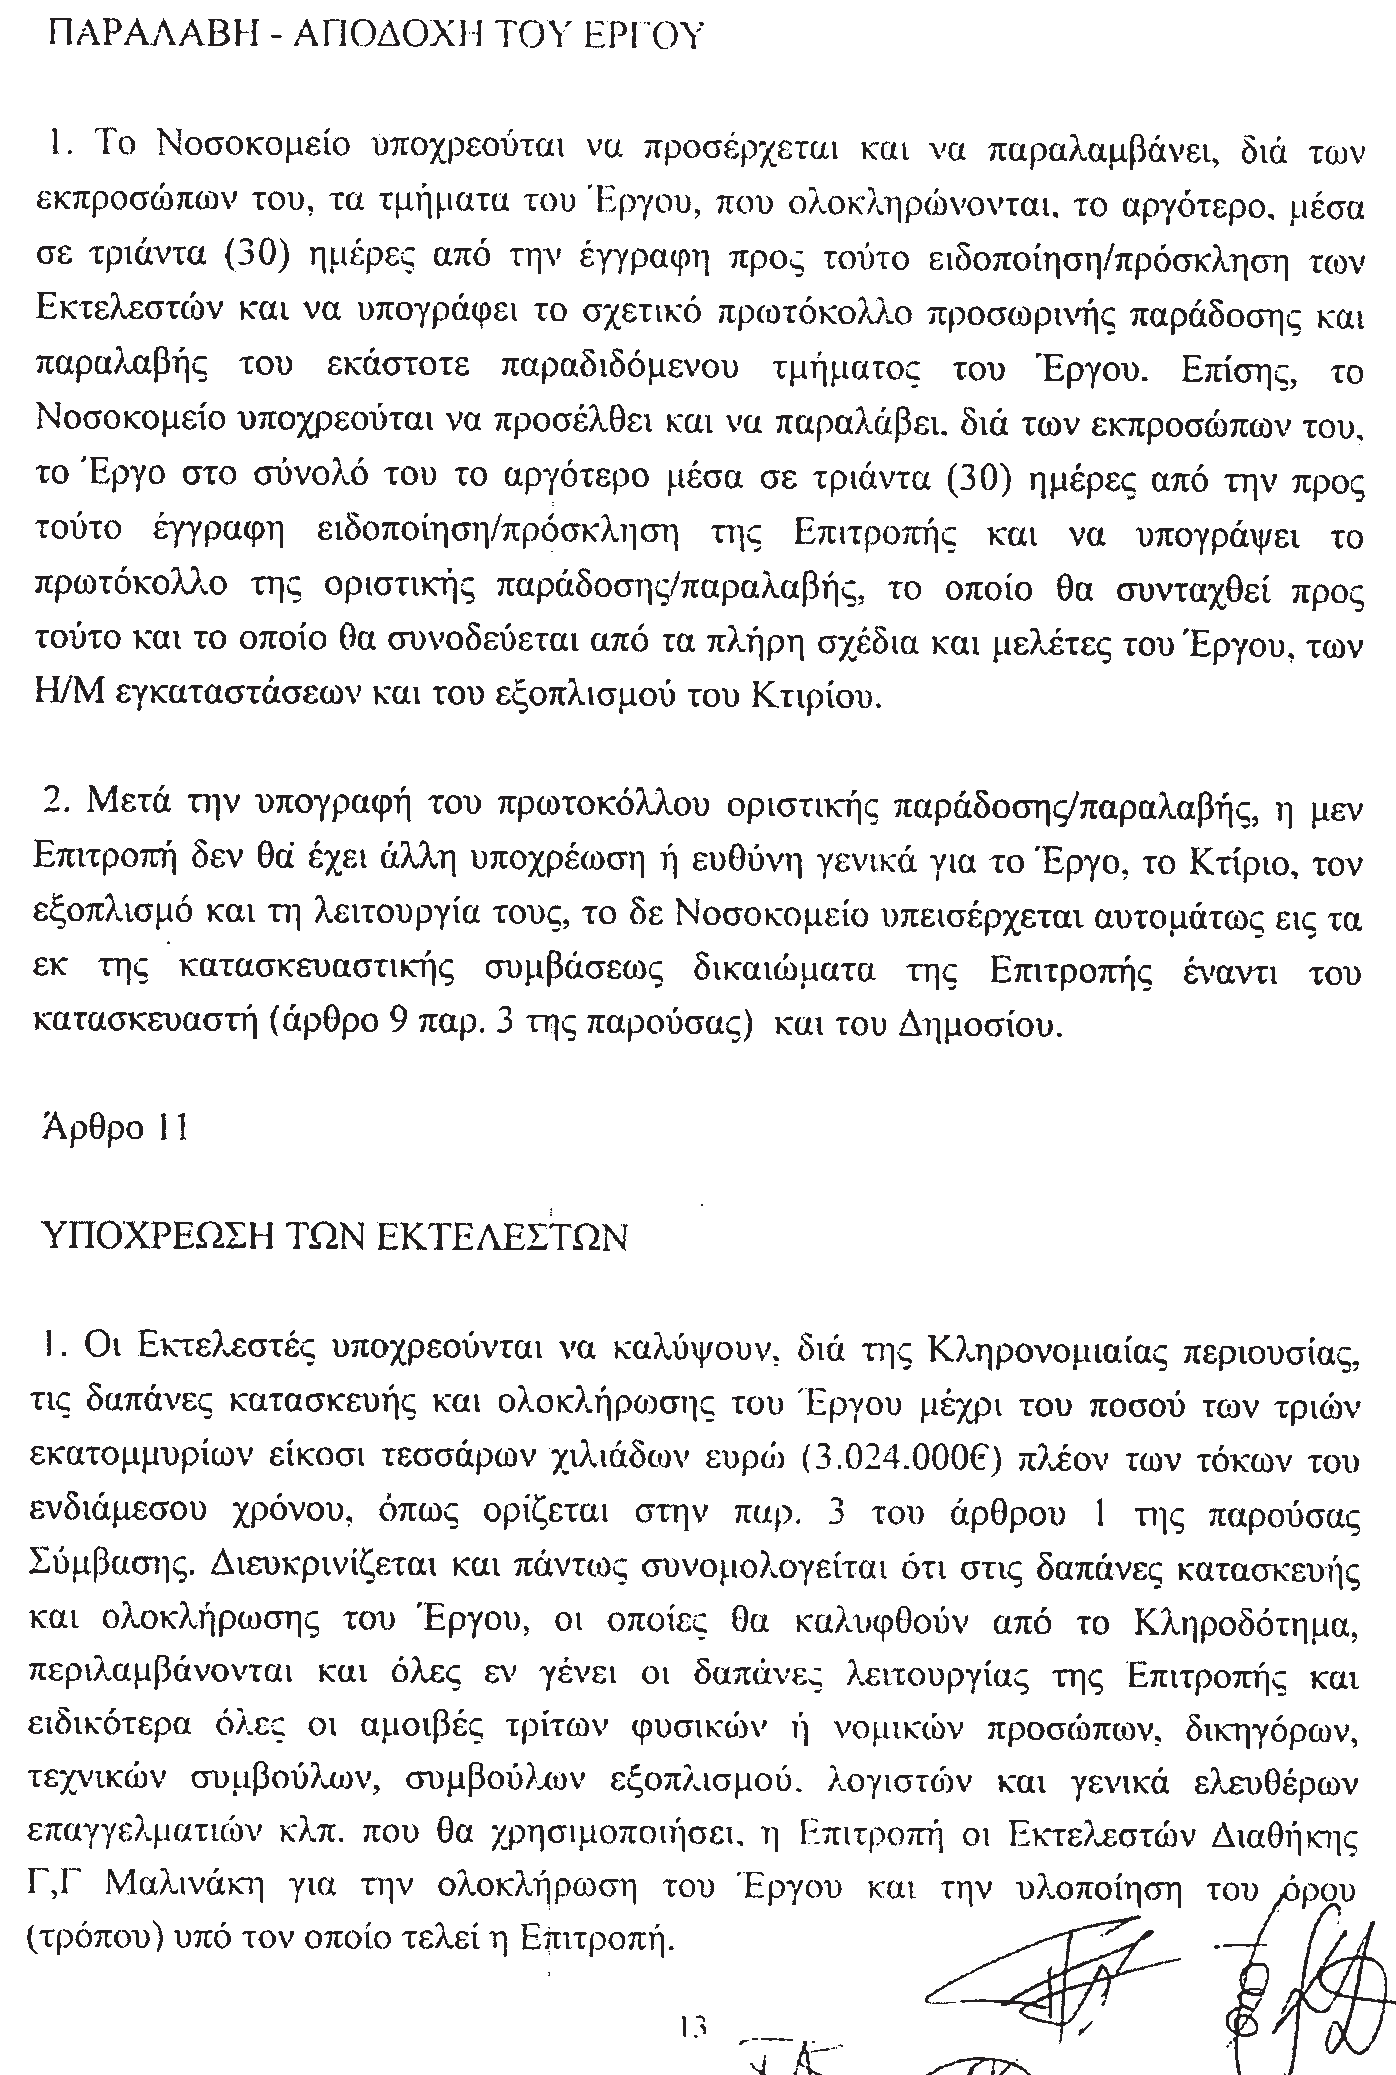 ΠΑΡΑΛΑΒΗ - ΑΠΟΔΟΧΗ ΤΟΥ ΕΡΓΟΥ
1. Το Νοσοκομείο υποχρεούται να προσέρχεται και να παραλαμβάνει, διά των
εκπροσώπων του, τα τμήματα του Έργου, που ολοκληρώνονται, το αργότερο, μέσα
σε τριάντα (30) ημέρες από την έγγραφη προς τούτο ειδοποίηση/πρόσκληση των
Εκτελεστών και να υπογράφει το σχετικό πρωτόκολλο προσωρινής παράδοσης και
παραλαβής του εκάστοτε παραδιδόμενου τμήματος του Έργου. Επίσης, το
Νοσοκομείο υποχρεούται να προσέλθει και να παραλάβει, διά των εκπροσώπων του,
το Έργο στο σύνολό του το αργότερο μέσα σε τριάντα (30) ημέρες από την προς
τούτο έγγραφη ειδοποίηση/πρόσκληση της Επιτροπής και να υπογράψει το
πρωτόκολλο της οριστικής παράδοσης/παραλαβής, το οποίο θα συνταχθεί προς
τούτο και το οποίο θα συνοδεύεται από τα πλήρη σχέδια και μελέτες του Έργου, των
Η/Μ εγκαταστάσεων και του εξοπλισμού του Κτιρίου.
2. Μετά την υπογραφή του πρωτοκόλλου οριστικής παράδοσης/παραλαβής, η μεν
Επιτροπή δεν θα έχει άλλη υποχρέωση ή ευθύνη γενικά για το Έργο, το Κτίριο, τον
εξοπλισμό και τη λειτουργία τους, το δε Νοσοκομείο υπεισέρχεται αυτομάτως εις τα
εκ της κατασκευαστικής συμβάσεως δικαιώματα της Επιτροπής έναντι του
κατασκευαστή (άρθρο 9 παρ. 3 της παρούσας) και του Δημοσίου.
Άρθρο 11
ΥΠΟΧΡΕΩΣΗ ΤΩΝ ΕΚΤΕΛΕΣΤΩΝ
1. Οι Εκτελεστές υποχρεούνται να καλύψουν, διά της Κληρονομιαίας περιουσίας,
τις δαπάνες κατασκευής και ολοκλήρωσης του Έργου μέχρι του ποσού των τριών
εκατομμυρίων είκοσι τεσσάρων χιλιάδων ευρώ (3.024.000€) πλέον των τόκων του
ενδιάμεσου χρόνου, όπως ορίζεται στην παρ. 3 του άρθρου 1 της παρούσας
Σύμβασης. Διευκρινίζεται και πάντως συνομολογείται ότι στις δαπάνες κατασκευής
και ολοκλήρωσης του Έργου, οι οποίες θα καλυφθούν από το Κληροδότημα,
περιλαμβάνονται και όλες εν γένει οι δαπάνες λειτουργίας της Επιτροπής και
ειδικότερα όλες οι αμοιβές τρίτων φυσικών ή νομικών προσώπων, δικηγόρων,
τεχνικών συμβούλων, συμβούλων εξοπλισμού, λογιστών και γενικά ελευθέρων
επαγγελματιών κλπ. που θα χρησιμοποιήσει, η Επιτροπή οι Εκτελεστών Διαθήκης
Γ,Γ Μαλινάκη για την ολοκλήρωση του Έργου και την υλοποίηση του όρου
(τρόπου) υπό τον οποίο τελεί η Επιτροπή.
13